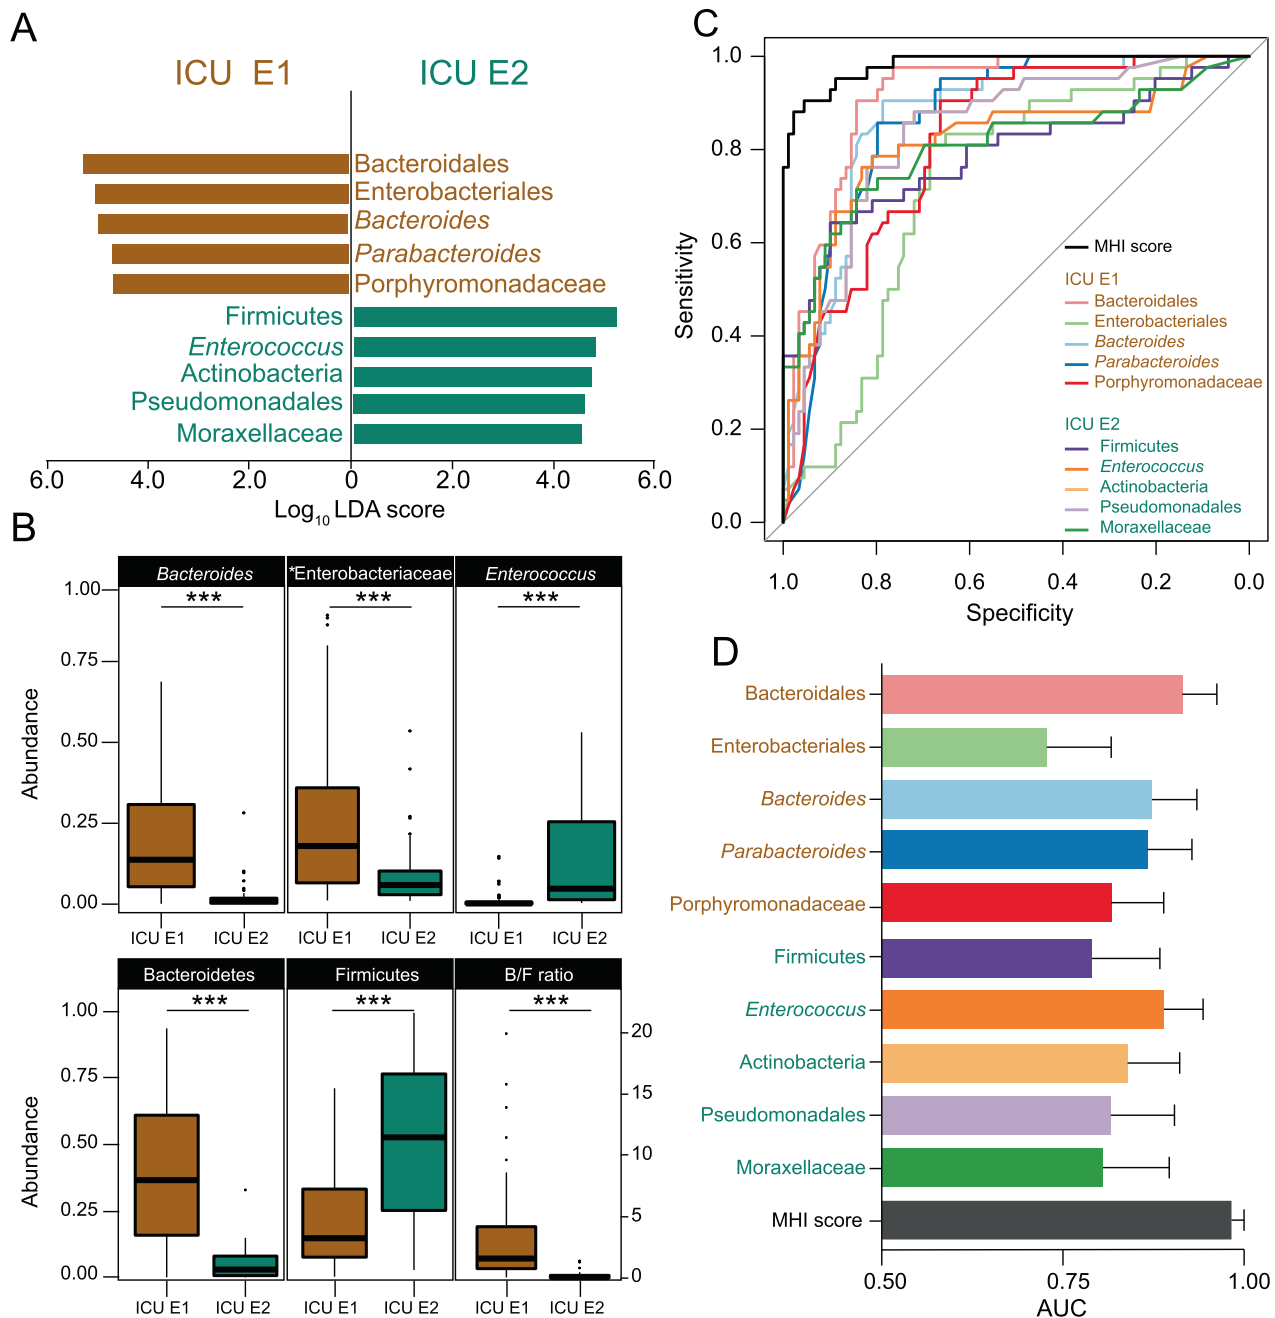 A
ICU E1
ICU E2
Bacteroidales
Enterobacteriales
Bacteroides
Parabacteroides
Porphyromonadaceae
Firmicutes
Enterococcus
Actinobacteria
Pseudomonadales
Moraxellaceae
6.0 4.0 2.0 0 2.0 4.0 6.0
Log10 LDA score
B
Bacteroides *Enterobacteriaceae Enterococcus
*** *** ***
1.00
0.75
0.50
0.25
0.00
Abundance
ICU E1 ICU E2 ICU E1 ICU E2 ICU E1 ICU E2
Bacteroidetes Firmicutes B/F ratio
*** *** ***
1.00
0.75
0.50
0.25
0.00
Abundance
20
15
10
5
0
ICU E1 ICU E2 ICU E1 ICU E2 ICU E1 ICU E2
C
1.0
0.8
0.6
0.4
0.2
0.0
Sensitivity
MHI score
ICU E1
Bacteroidales
Enterobacteriales
Bacteroides
Parabacteroides
Porphyromonadaceae
ICU E2
Firmicutes
Enterococcus
Actinobacteria
Pseudomonadales
Moraxellaceae
1.0 0.8 0.6 0.4 0.2 0.0
Specificity
D
Bacteroidales
Enterobacteriales
Bacteroides
Parabacteroides
Porphyromonadaceae
Firmicutes
Enterococcus
Actinobacteria
Pseudomonadales
Moraxellaceae
MHI score
0.50 0.75 1.00
AUC